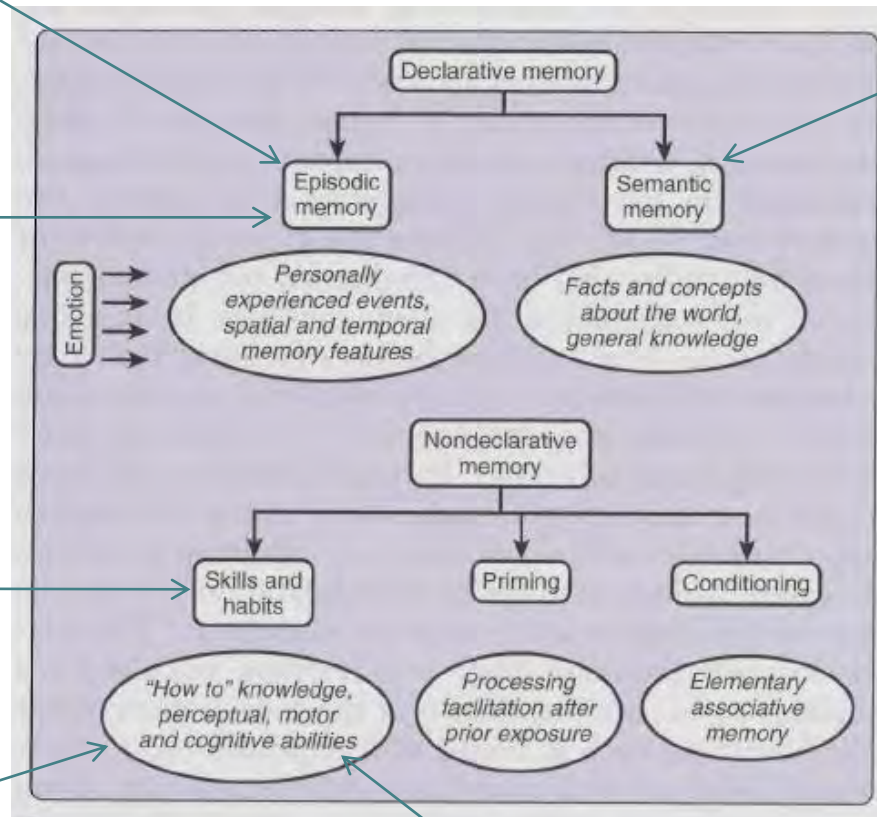 Declarative memory
Episodic
memory
Semantic
memory
Emotion
Personally
experienced events,
spatial and temporal
memory features
Facts and concepts
about the world,
general knowledge
Nondeclarative
memory
Skills and
habits
Priming
Conditioning
"How to" knowledge,
perceptual, motor
and cognitive abilities
Processing
facilitation after
prior exposure
Elementary
associative
memory